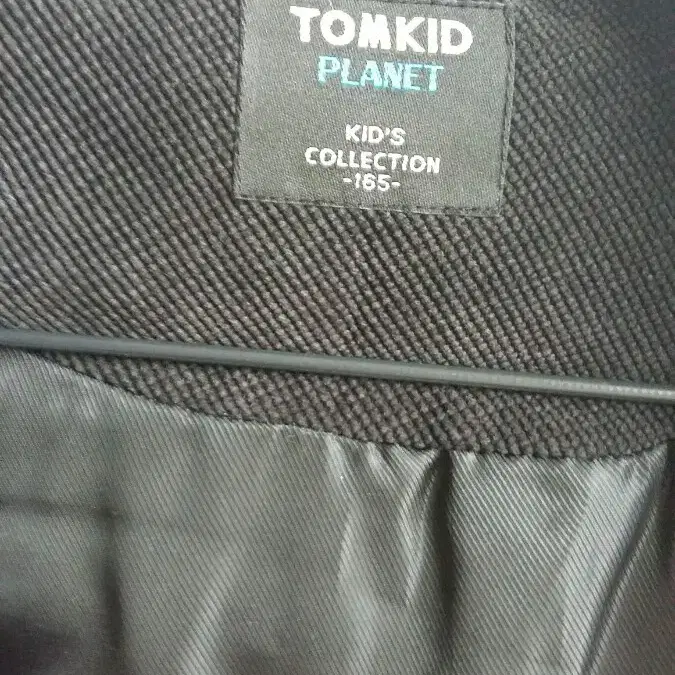 TOMKID
PLANET
KID'S
COLLECTION
-165-